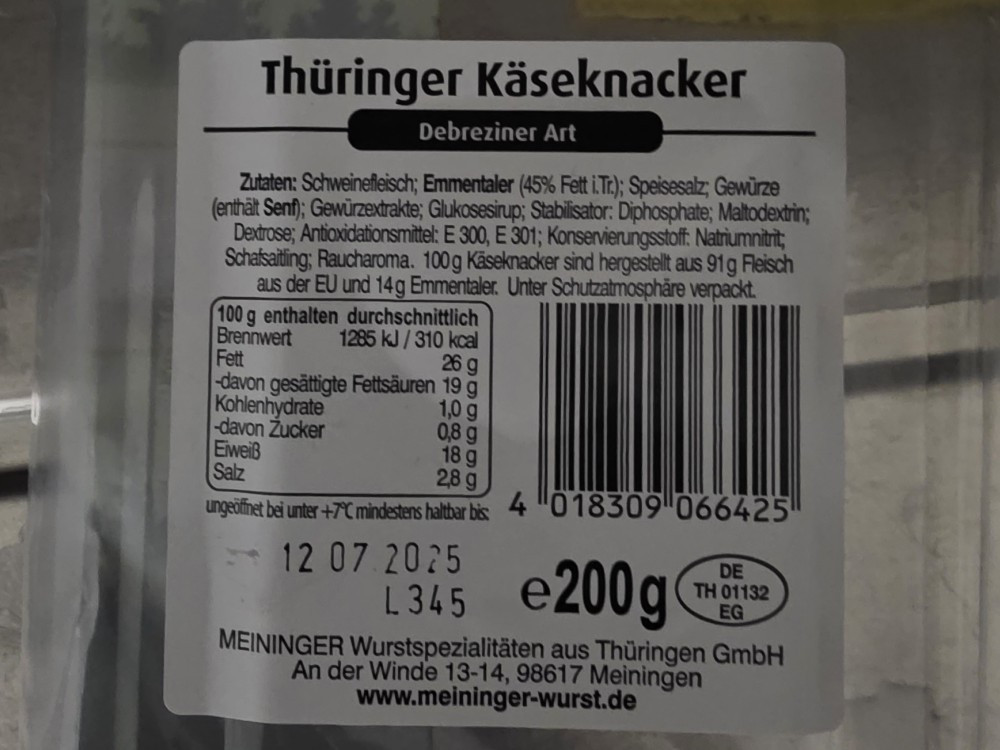 Thüringer Käseknacker
Debreziner Art
Zutaten: Schweinefleisch; Emmentaler (45% Fett i.Tr.); Speisesalz; Gewürze
(enthält Senf); Gewürzextrakte; Glukosesirup; Stabilisator: Diphosphate; Maltodextrin;
Dextrose; Antioxidationsmittel: E 300, E 301; Konservierungsstoff: Natriumnitrit;
Schafsaitling; Raucharoma. 100g Käseknacker sind hergestellt aus 91g Fleisch
aus der EU und 14g Emmentaler. Unter Schutzatmosphäre verpackt.
100 g enthalten durchschnittlich
Brennwert 1285 kJ / 310 kcal
Fett 26 g
-davon gesättigte Fettsäuren 19 g
Kohlenhydrate 1,0 g
-davon Zucker 0,8 g
Eiweiß 18 g
Salz 2,8 g
ungeöffnet bei unter +7°C mindestens haltbar bis:
4 018309 066425
12 07 2025
L345
e200g
DE
TH 01132
EG
MEININGER Wurstspezialitäten aus Thüringen GmbH
An der Winde 13-14, 98617 Meiningen
www.meininger-wurst.de